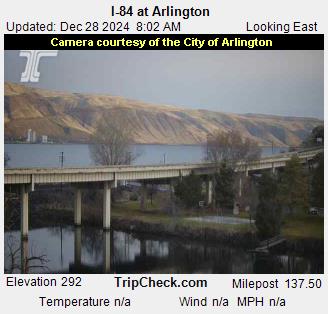 I-84 at Arlington
Updated: Dec 28 2024 8:02 AM Looking East
Camera courtesy of the City of Arlington
Elevation 292 TripCheck.com Milepost 137.50
Temperature n/a Wind n/a MPH n/a